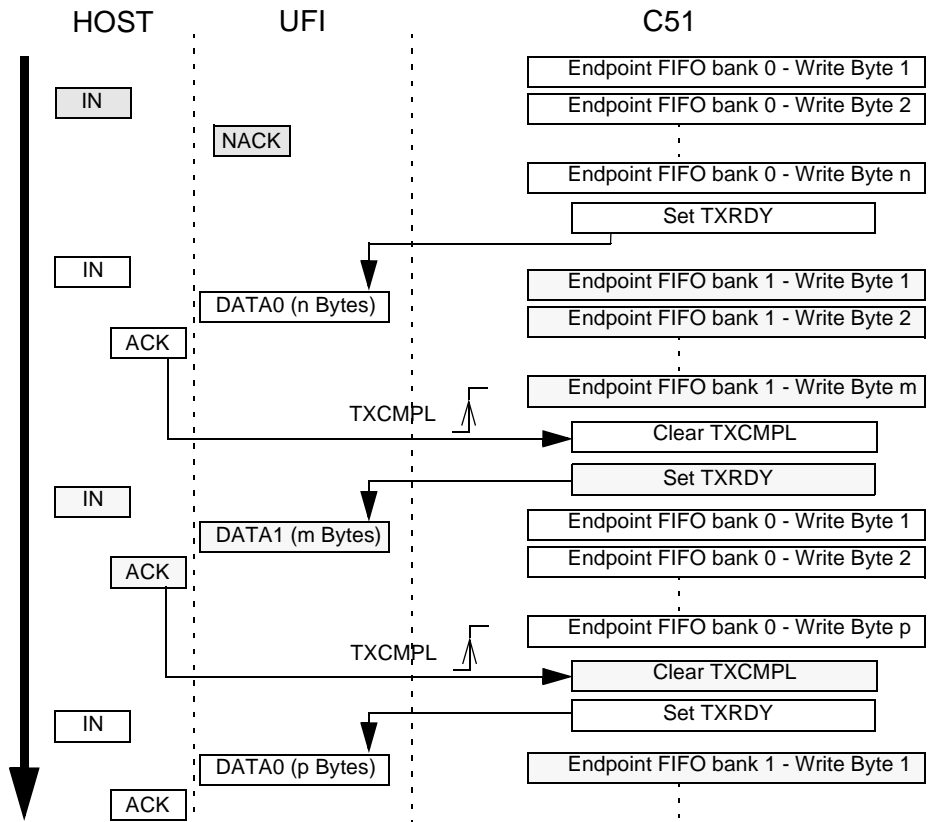 HOST UFI C51
Endpoint FIFO bank 0 - Write Byte 1
IN
Endpoint FIFO bank 0 - Write Byte 2
NACK
Endpoint FIFO bank 0 - Write Byte n
Set TXRDY
IN
Endpoint FIFO bank 1 - Write Byte 1
DATA0 (n Bytes)
Endpoint FIFO bank 1 - Write Byte 2
ACK
Endpoint FIFO bank 1 - Write Byte m
TXCMPL
Clear TXCMPL
Set TXRDY
IN
Endpoint FIFO bank 0 - Write Byte 1
DATA1 (m Bytes)
Endpoint FIFO bank 0 - Write Byte 2
ACK
Endpoint FIFO bank 0 - Write Byte p
TXCMPL
Clear TXCMPL
Set TXRDY
IN
DATA0 (p Bytes)
Endpoint FIFO bank 1 - Write Byte 1
ACK